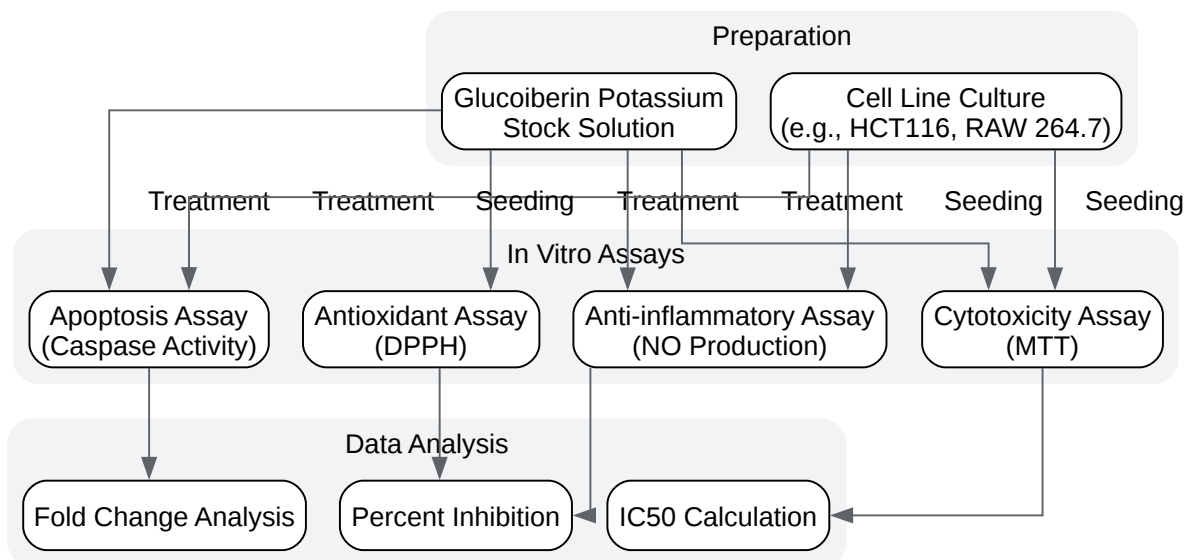 Preparation
Glucoiberin Potassium
Stock Solution
Cell Line Culture
(e.g., HCT116, RAW 264.7)
Treatment
Treatment
Seeding
Treatment
Treatment
Seeding
Seeding
In Vitro Assays
Apoptosis Assay
(Caspase Activity)
Antioxidant Assay
(DPPH)
Anti-inflammatory Assay
(NO Production)
Cytotoxicity Assay
(MTT)
Data Analysis
Fold Change Analysis
Percent Inhibition
IC50 Calculation